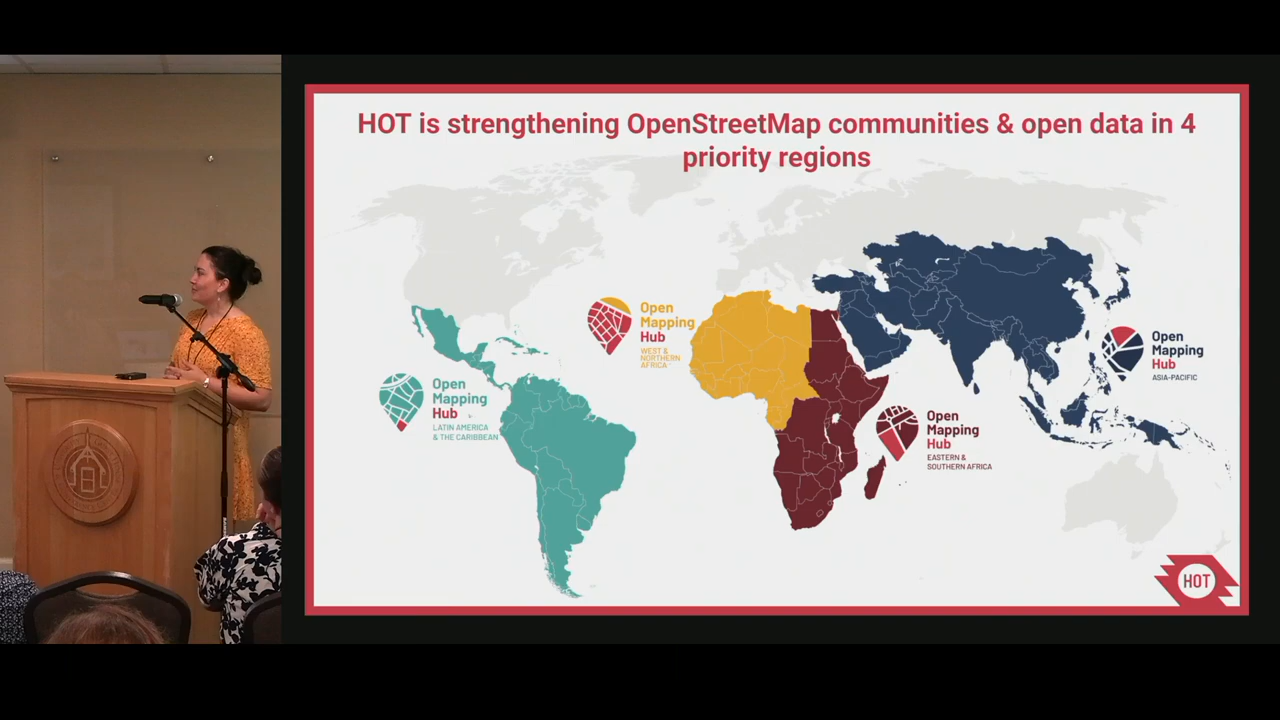 HOT is strengthening OpenStreetMap communities & open data in 4
priority regions
Open
Mapping
Hub
WEST &
NORTHERN
AFRICA
Open
Mapping
Hub
ASIA-PACIFIC
Open
Mapping
Hub
LATIN AMERICA
& THE CARIBBEAN
Open
Mapping
Hub
EASTERN &
SOUTHERN AFRICA
HOT